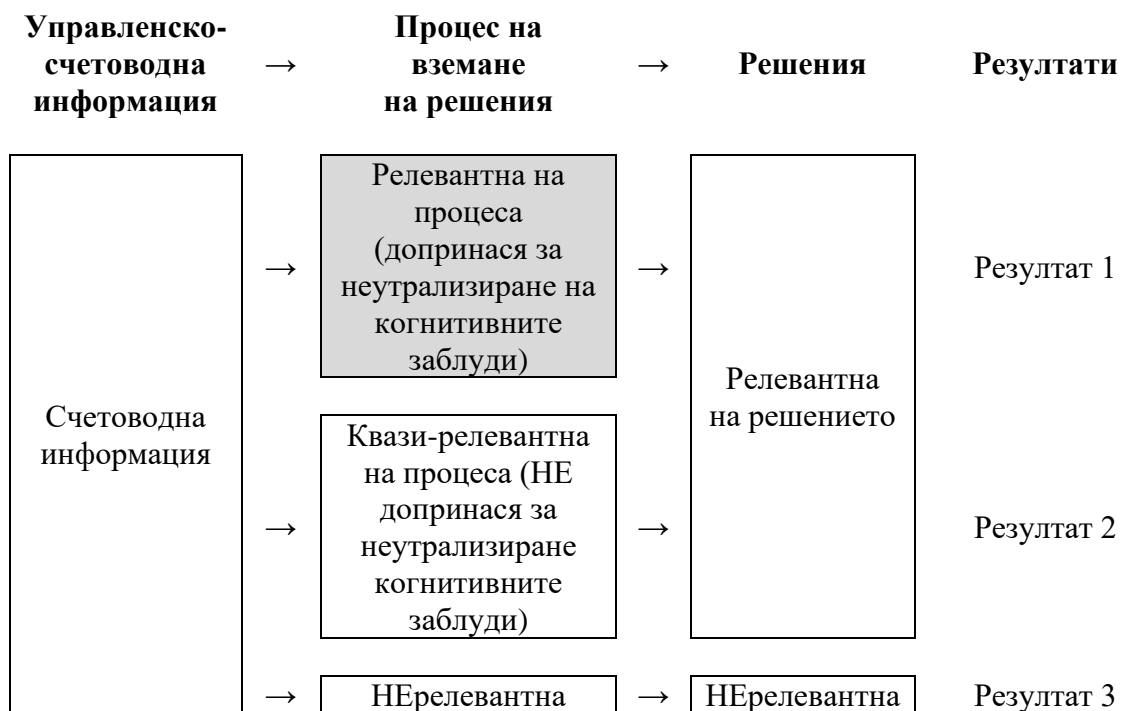 Управленско-
счетоводна
информация
→
Процес на
вземане
на решения
→
Решения
Резултати
Счетоводна
информация
→
Релевантна на
процеса
(допринася за
неутрализиране на
когнитивните
заблуди)
→
Релевантна
на решението
Резултат 1
→
Квази-релевантна
на процеса (НЕ
допринася за
неутрализиране
когнитивните
заблуди)
→
Резултат 2
→
НЕрелевантна
→
НЕрелевантна
Резултат 3